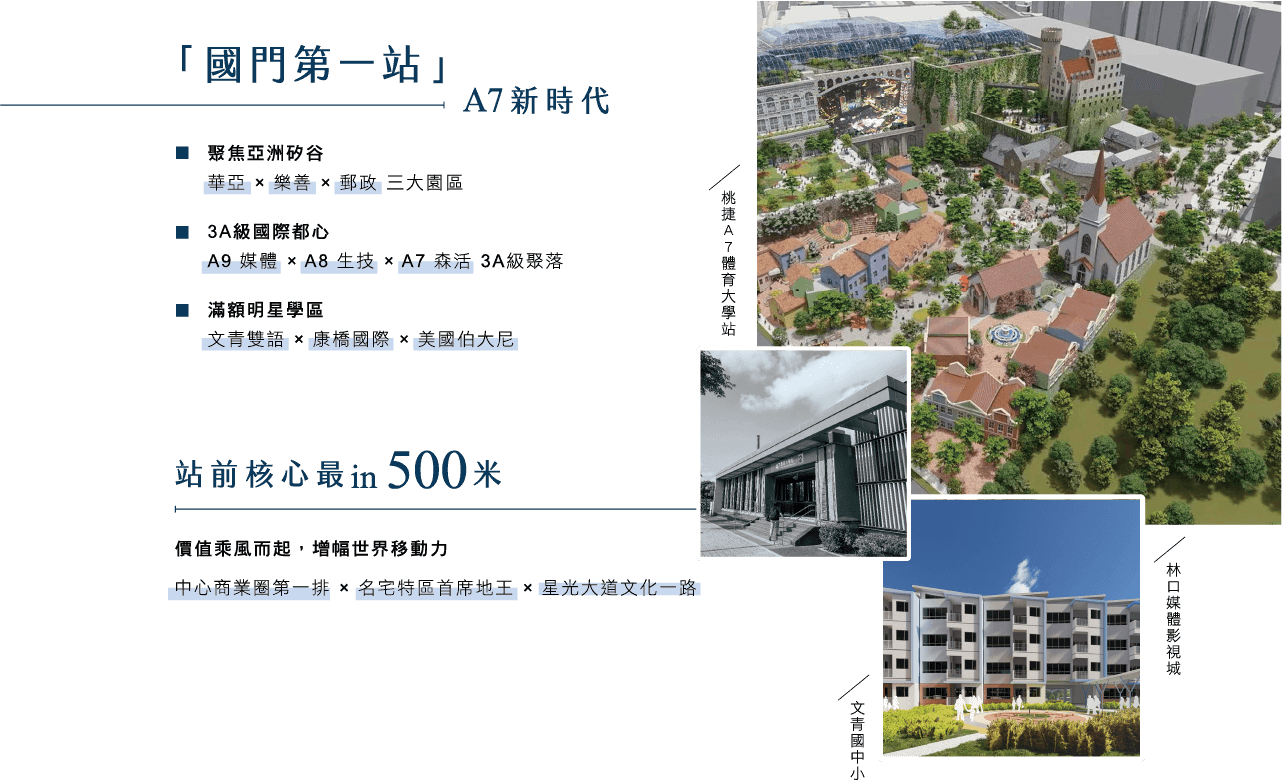 「國門第一站」
A7新時代
聚焦亞洲矽谷
華亞 × 樂善 × 郵政 三大園區
3A級國際都心
A9 媒體 × A8 生技 × A7 森活 3A級聚落
滿額明星學區
文青雙語 × 康橋國際 × 美國伯大尼
站前核心最in 500米
價值乘風而起，增幅世界移動力
中心商業圈第一排 × 名宅特區首席地王 × 星光大道文化一路
桃捷A7體育大學站
林口媒體影視城
文青國中小